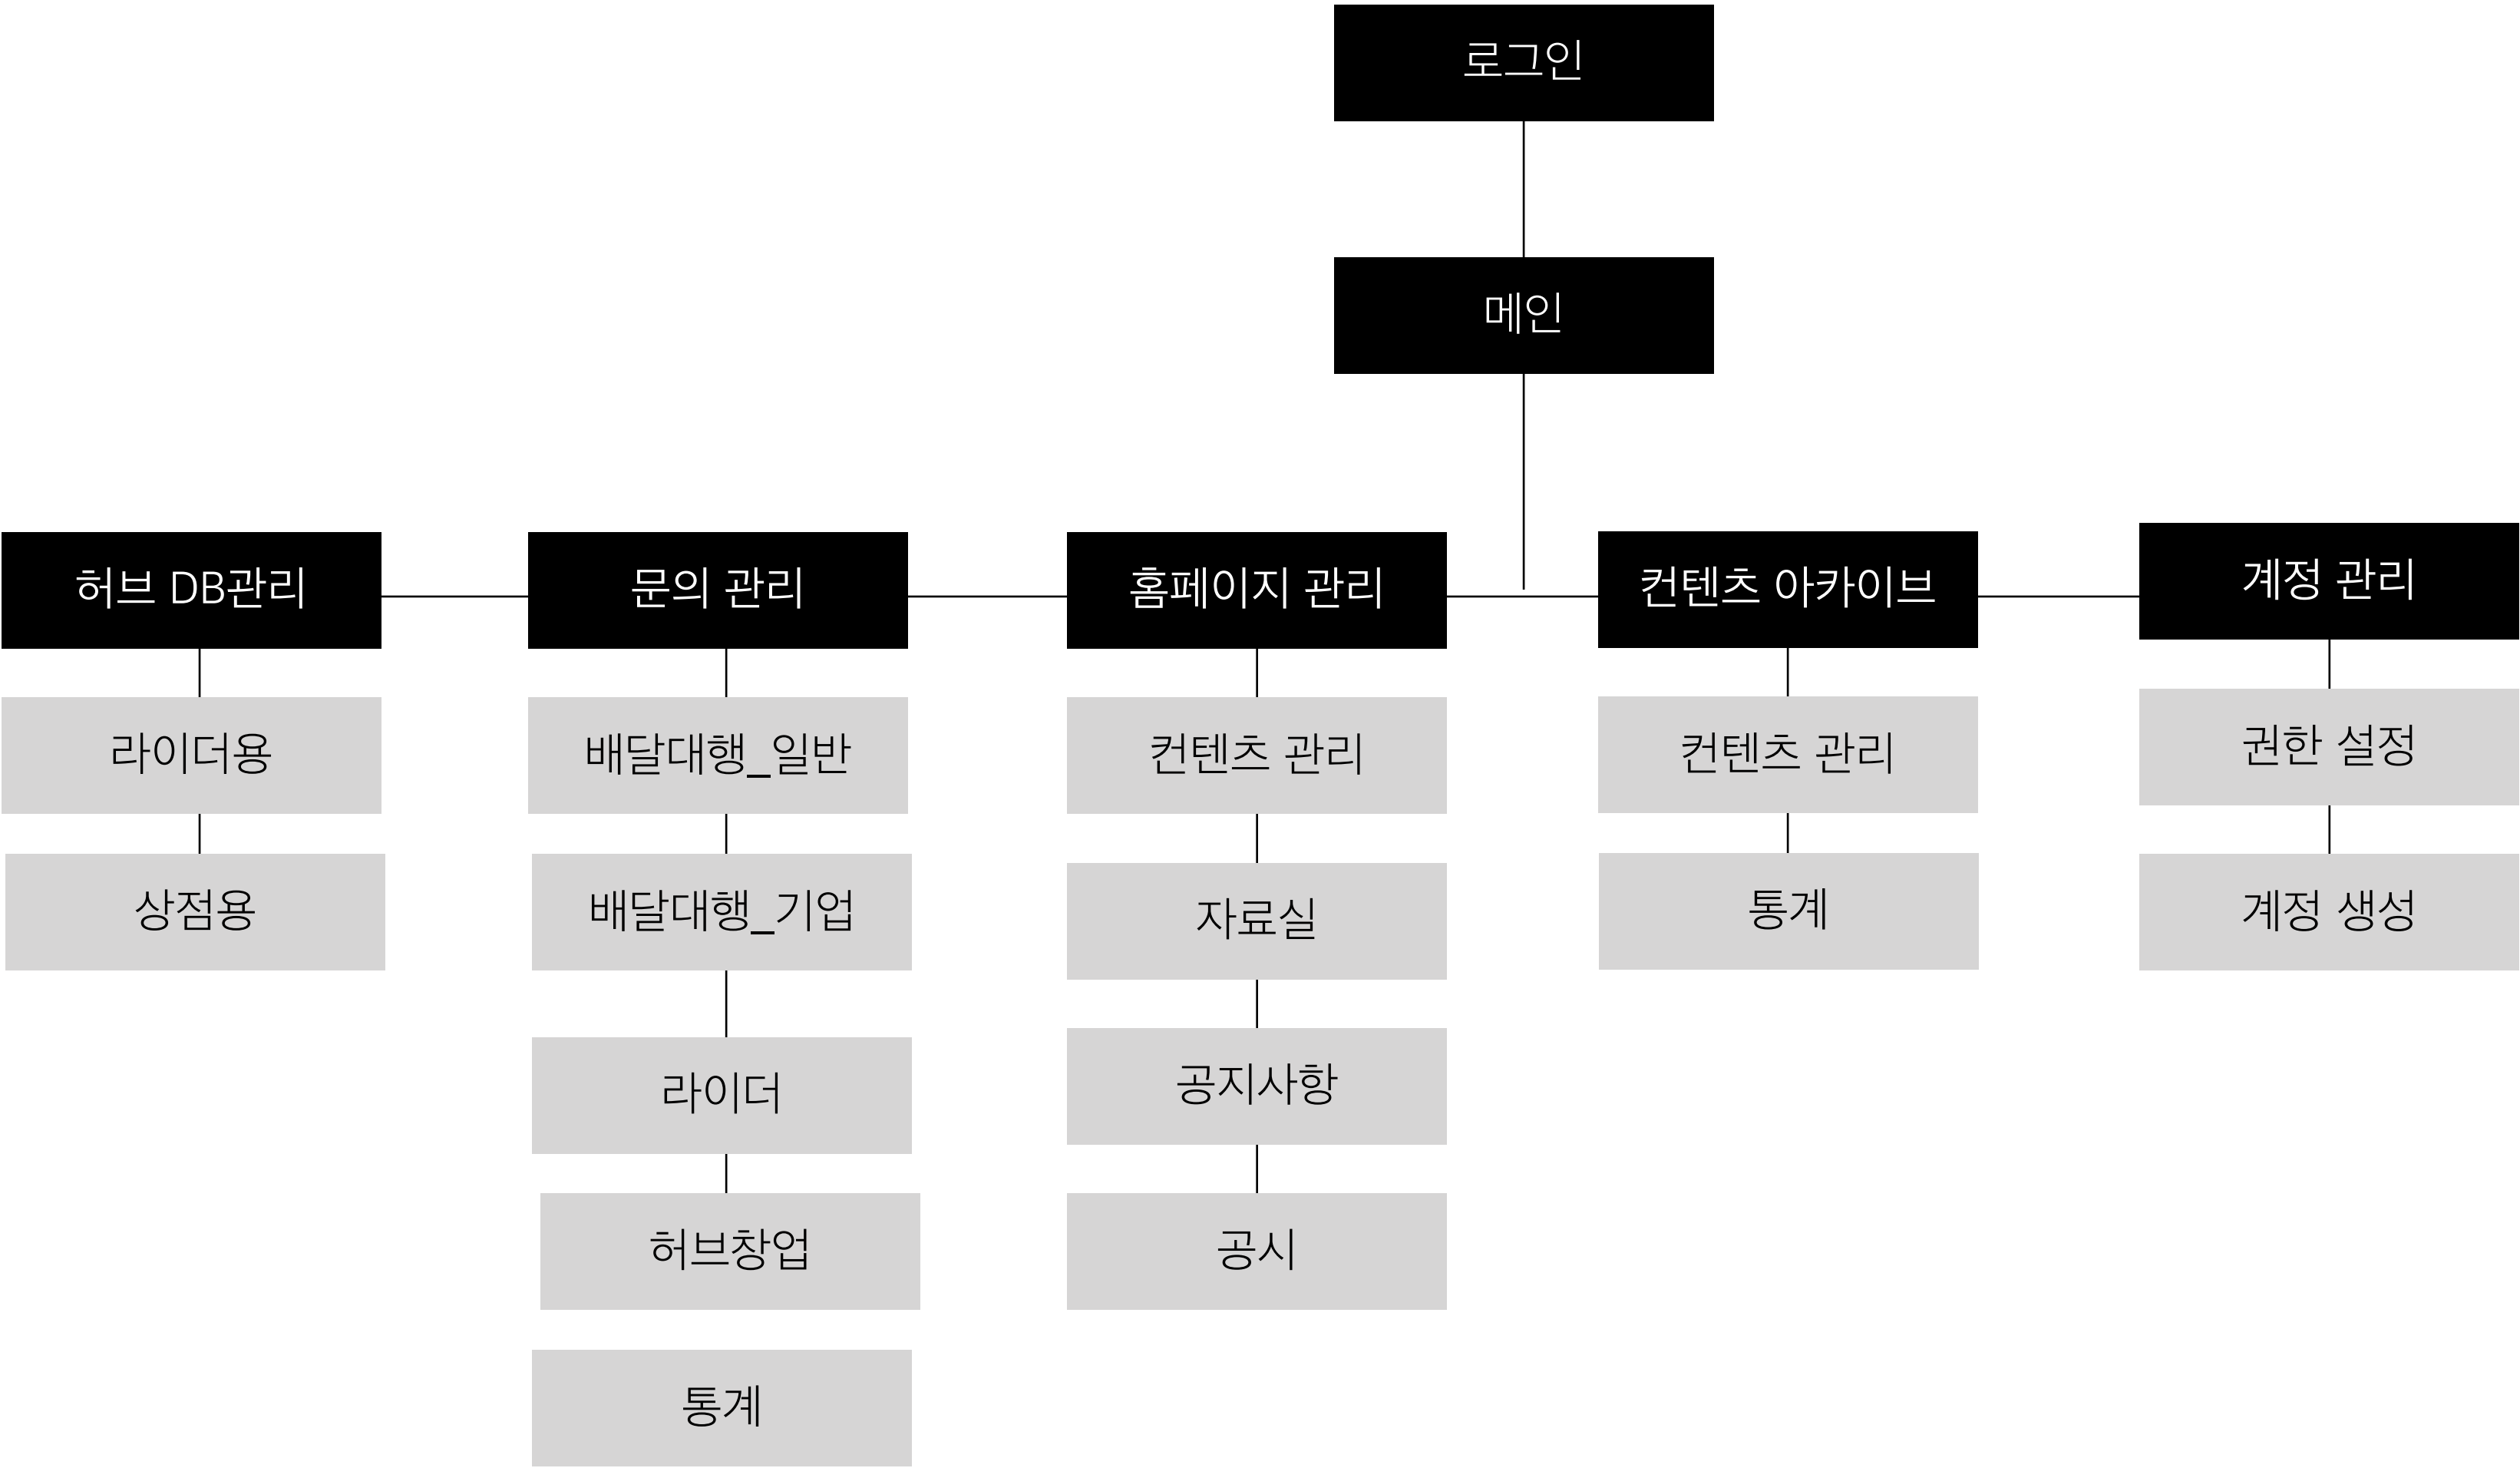 로그인
메인
허브 DB관리
문의 관리
홈페이지 관리
컨텐츠 아카이브
계정 관리
라이더용
배달대행_일반
컨텐츠 관리
컨텐츠 관리
권한 설정
상점용
배달대행_기업
자료실
통계
계정 생성
라이더
공지사항
허브창업
공시
통계